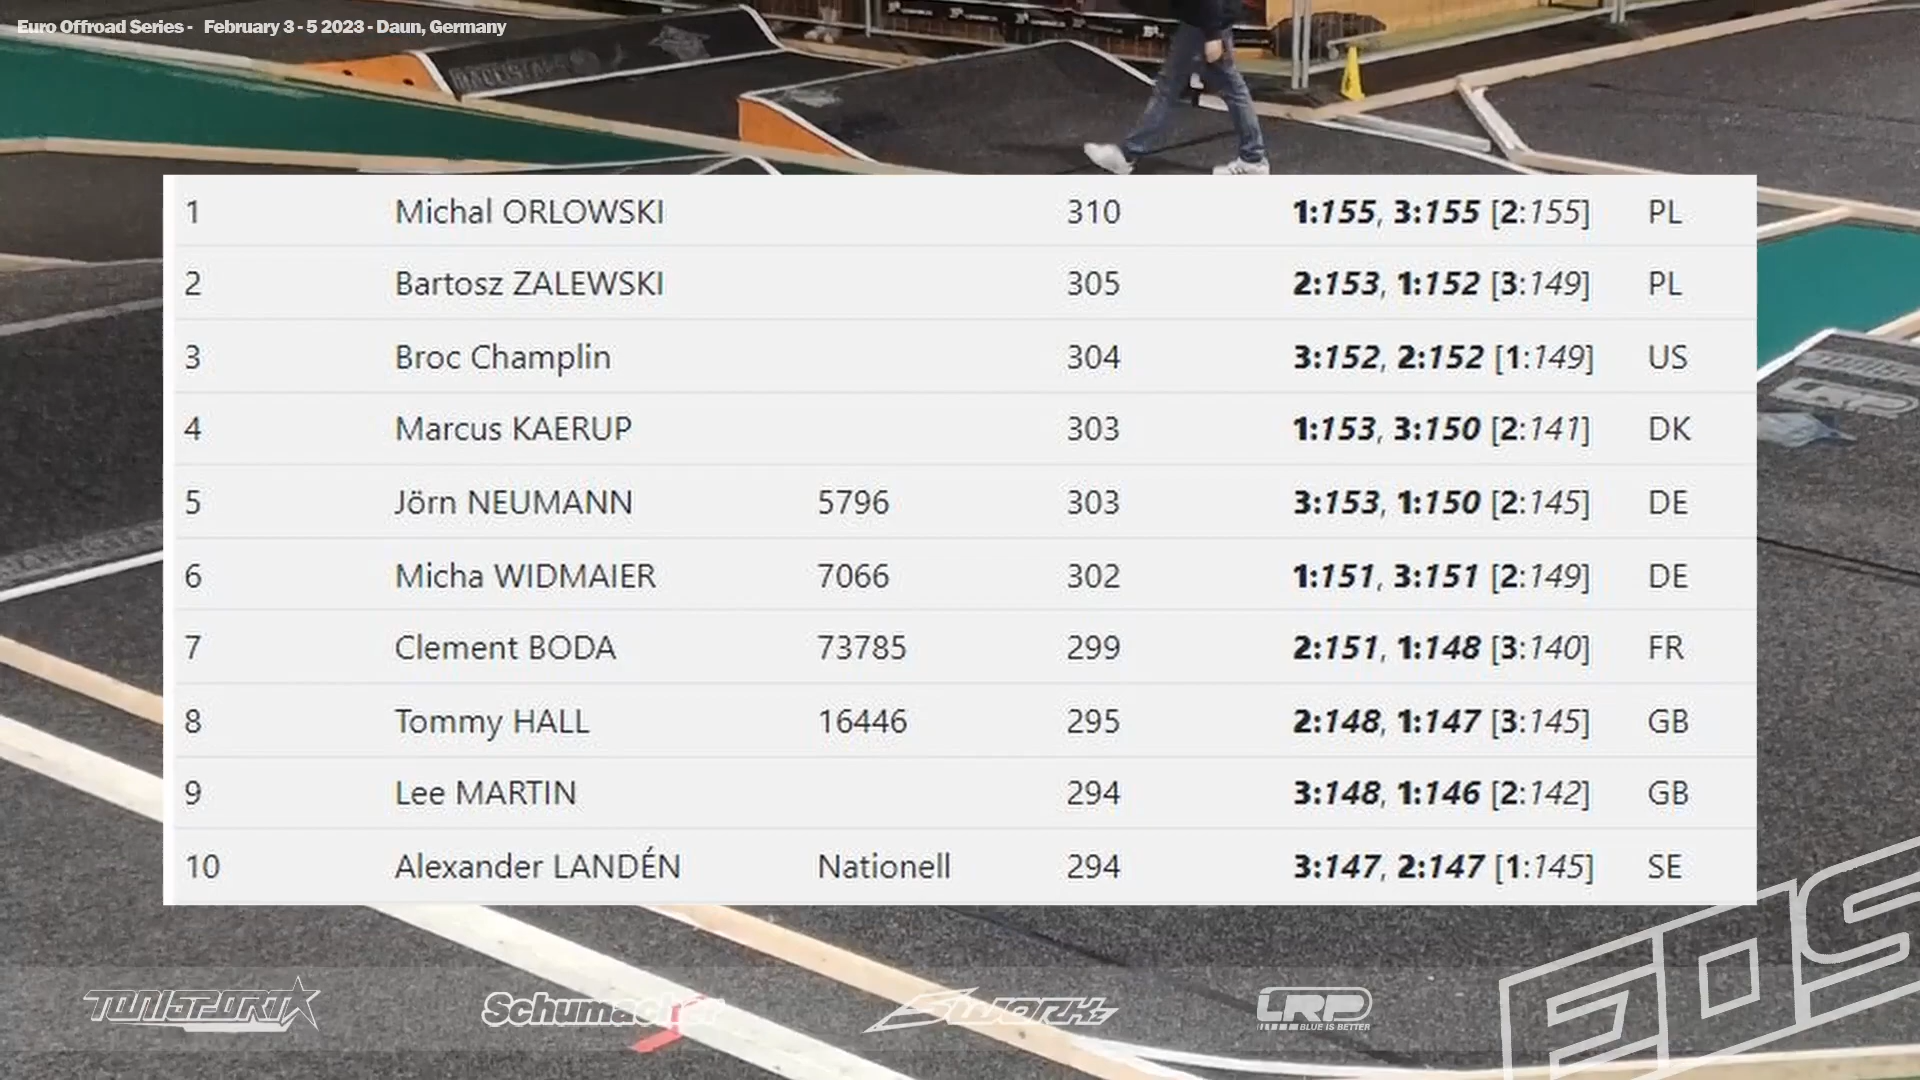 Euro Offroad Series - February 3 - 5 2023 - Daun, Germany
1 Michal ORLOWSKI 310 1:155, 3:155 [2:155] PL
2 Bartosz ZALEWSKI 305 2:153, 1:152 [3:149] PL
3 Broc Champlin 304 3:152, 2:152 [1:149] US
4 Marcus KAERUP 303 1:153, 3:150 [2:141] DK
5 Jörn NEUMANN 5796 303 3:153, 1:150 [2:145] DE
6 Micha WIDMAIER 7066 302 1:151, 3:151 [2:149] DE
7 Clement BODA 73785 299 2:151, 1:148 [3:140] FR
8 Tommy HALL 16446 295 2:148, 1:147 [3:145] GB
9 Lee MARTIN 294 3:148, 1:146 [2:142] GB
10 Alexander LANDÉN Nationell 294 3:147, 2:147 [1:145] SE
LRP
TONISPORT Schumacher SWORKz LRP
BLUE IS BETTER
EOS